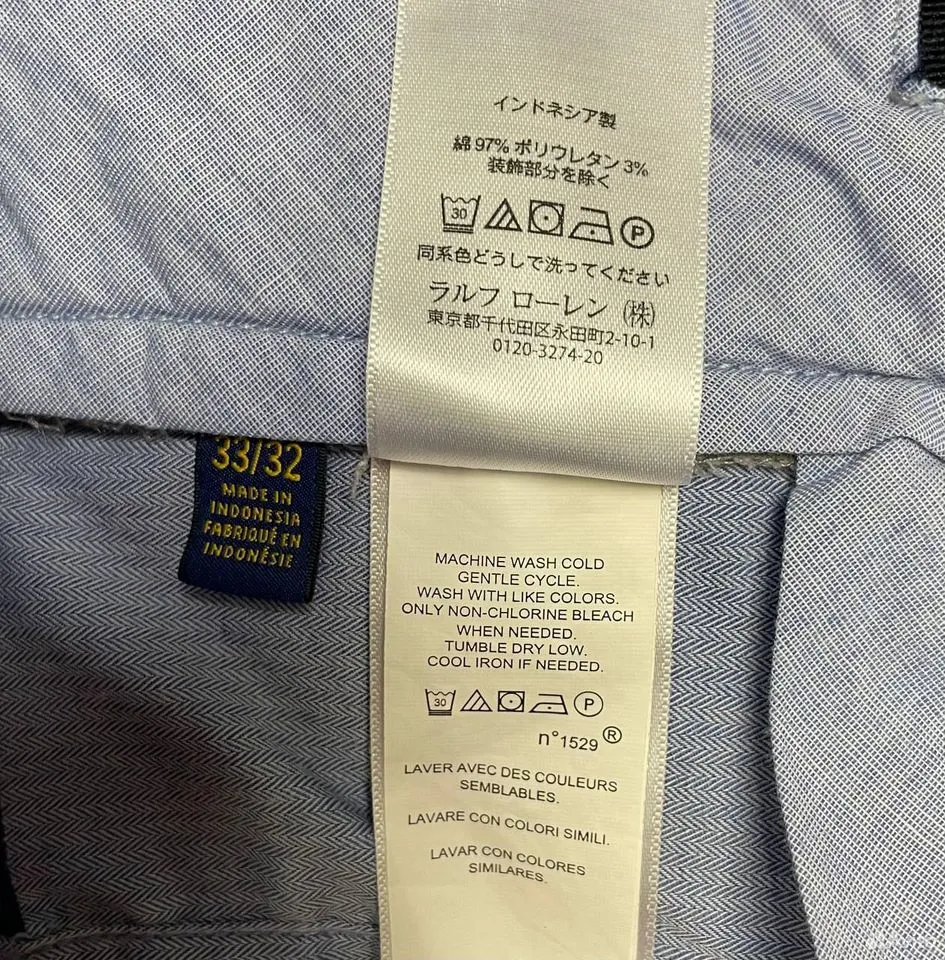 インドネシア製
綿 97% ポリウレタン 3%
装飾部分を除く
30 P
同系色どうしで洗ってください
ラルフ ローレン (株)
東京都千代田区永田町2-10-1
0120-3274-20
33/32
MADE IN
INDONESIA
FABRIQUÉ EN
INDONÉSIE
MACHINE WASH COLD
GENTLE CYCLE.
WASH WITH LIKE COLORS.
ONLY NON-CHLORINE BLEACH
WHEN NEEDED.
TUMBLE DRY LOW.
COOL IRON IF NEEDED.
30 P
n°1529 ®
LAVER AVEC DES COULEURS
SEMBLABLES.
LAVARE CON COLORI SIMILI.
LAVAR CON COLORES
SIMILARES.